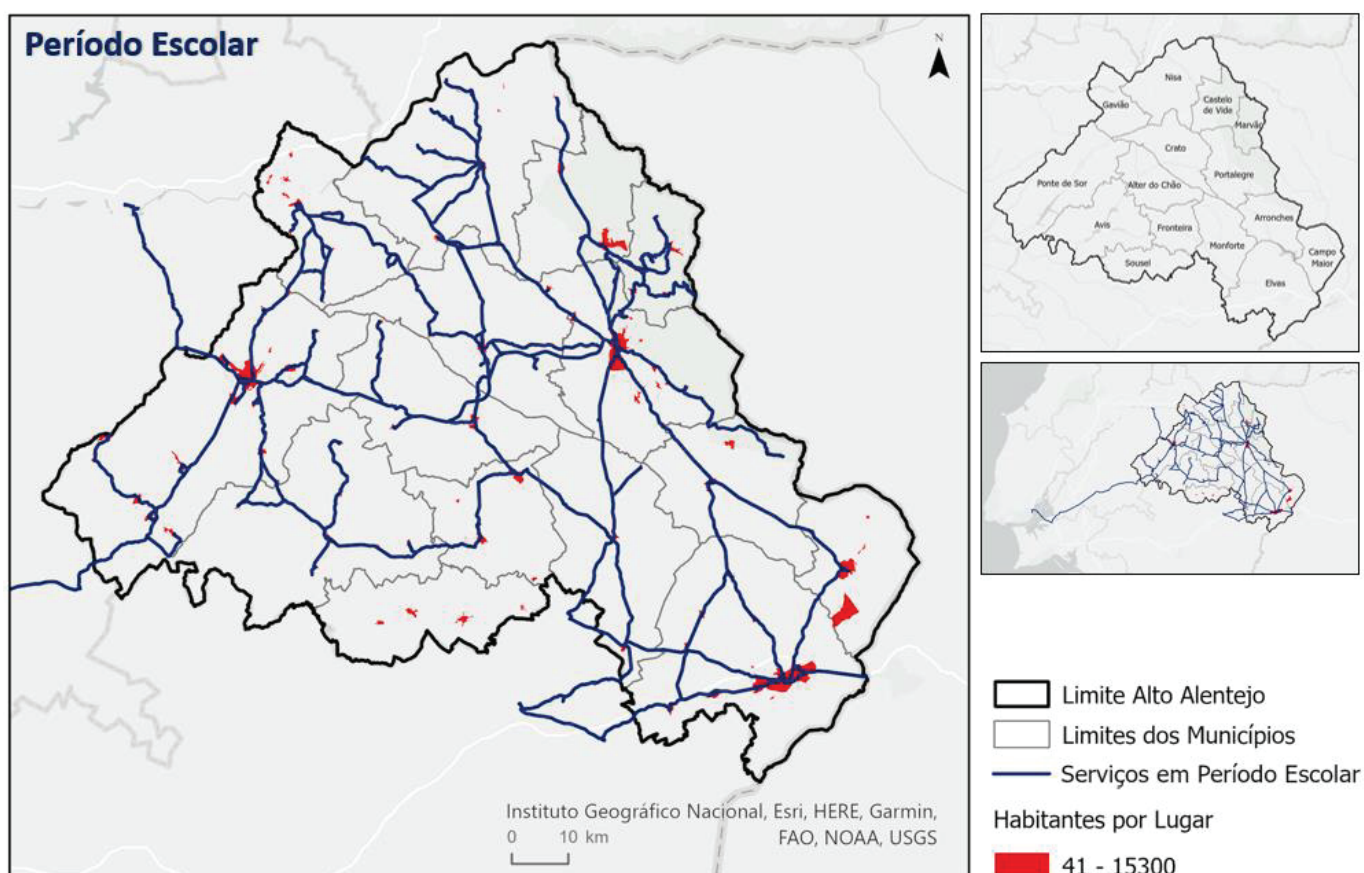 Período Escolar
N
Instituto Geográfico Nacional, Esri, HERE, Garmin,
FAO, NOAA, USGS
0 10 km
Nisa
Gavião
Castelo
de Vide
Marvão
Crato
Portalegre
Ponte de Sor
Alter do Chão
Arronches
Avis
Fronteira
Monforte
Campo
Maior
Sousel
Elvas
Limite Alto Alentejo
Limites dos Municípios
Serviços em Período Escolar
Habitantes por Lugar
41 - 15300